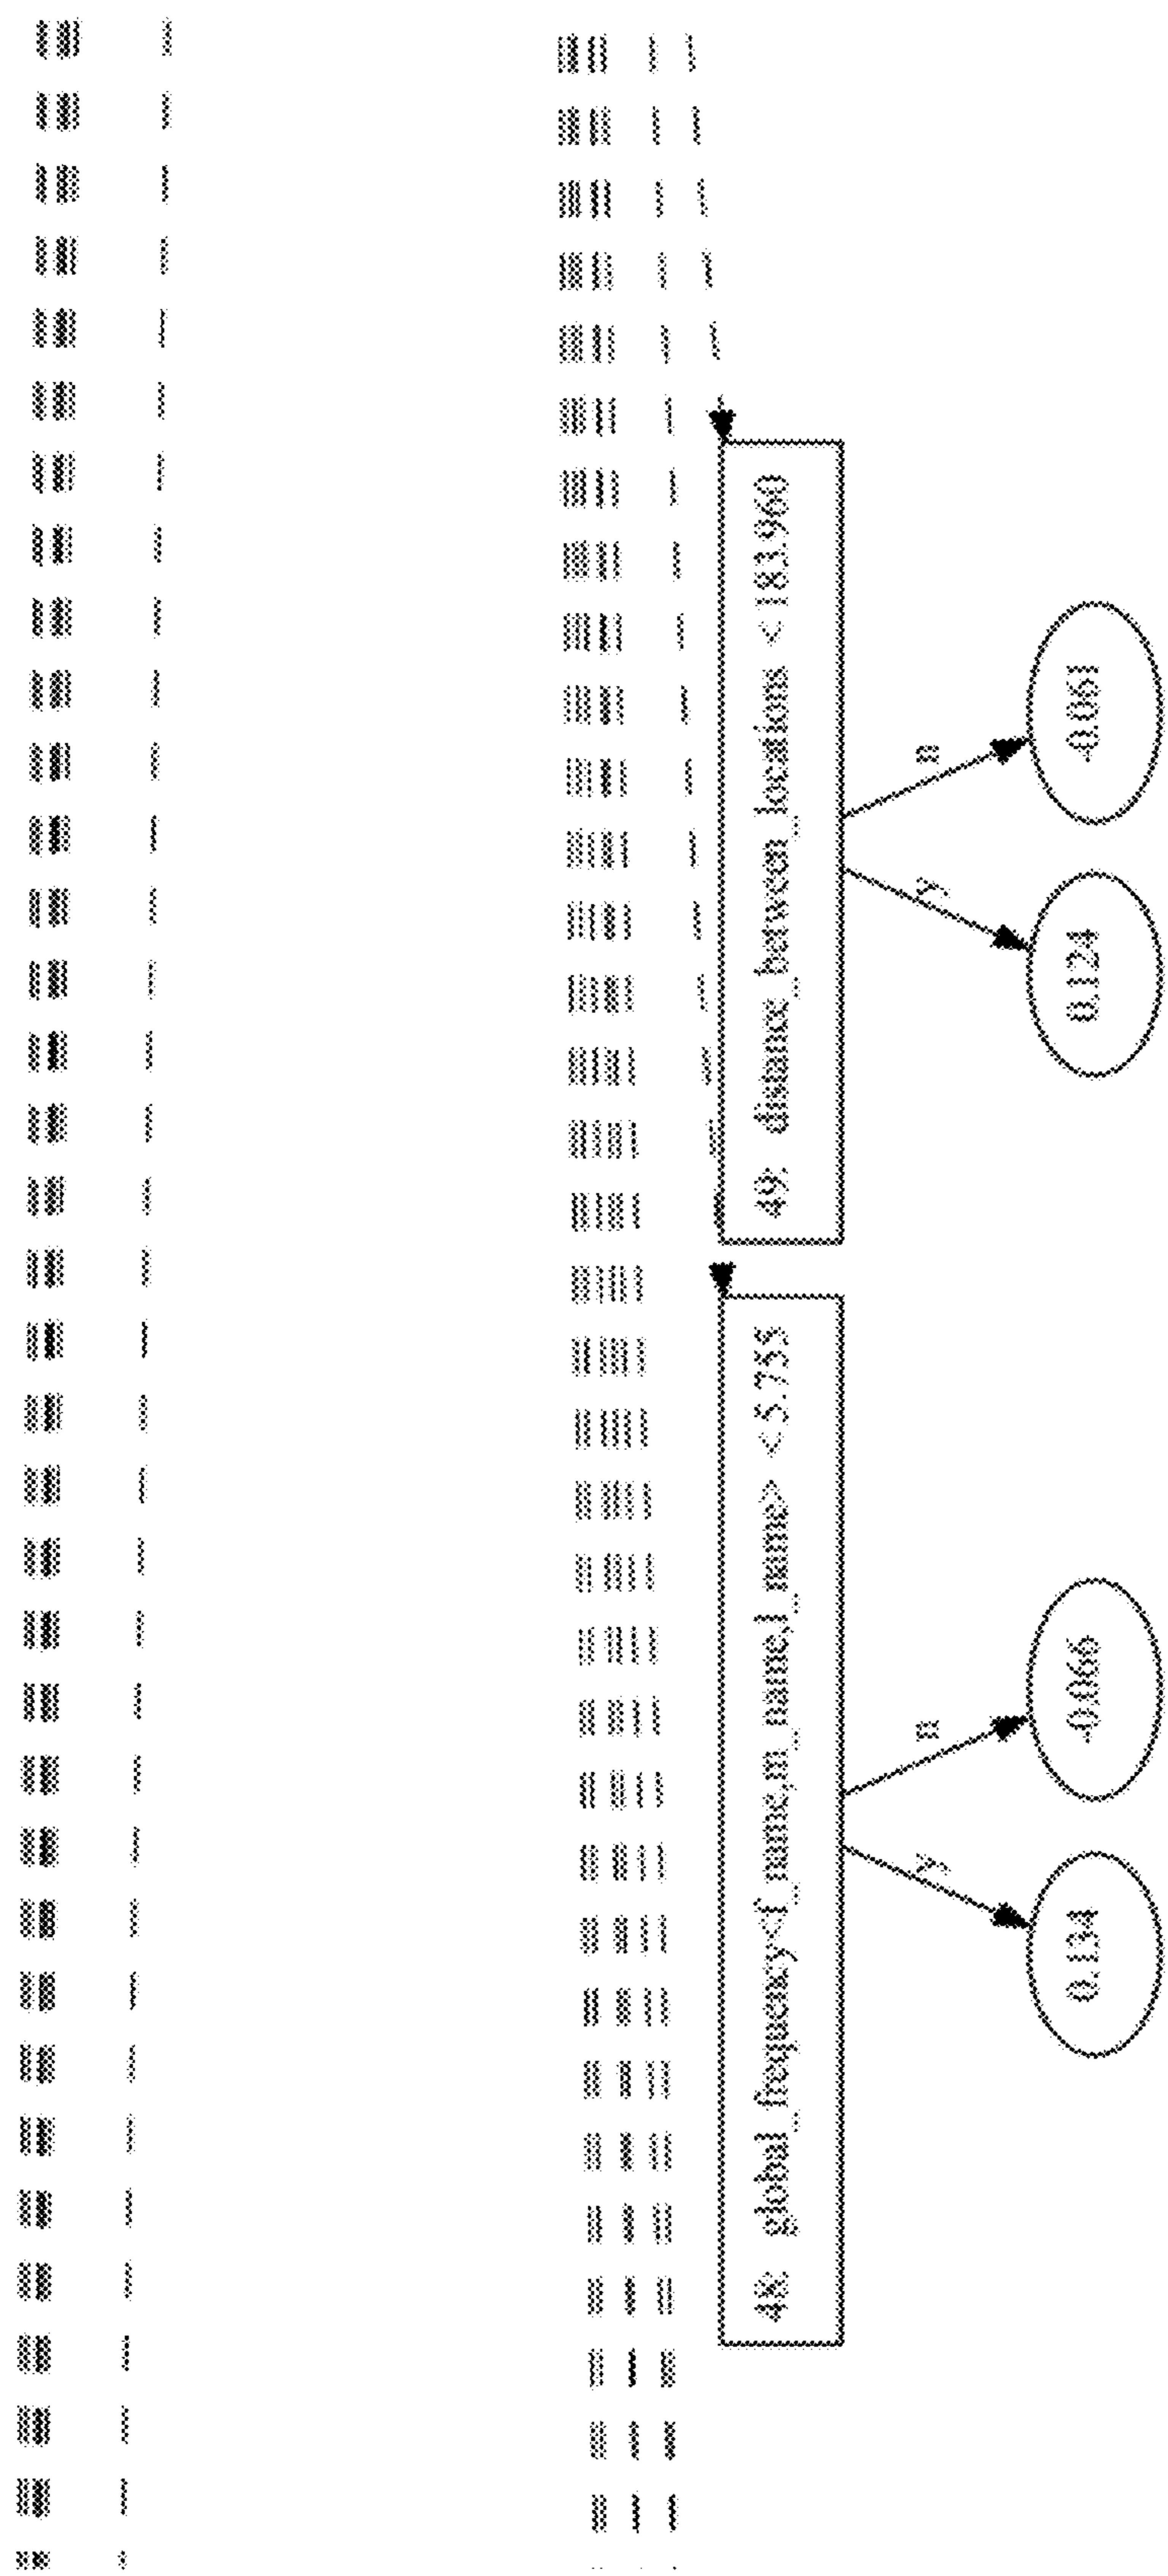 48: global_frequency<f_name,m_name,l_name> <5.755
y
n
0.134
-0.066
49: distance_between_locations <183.960
y
n
0.124
-0.061